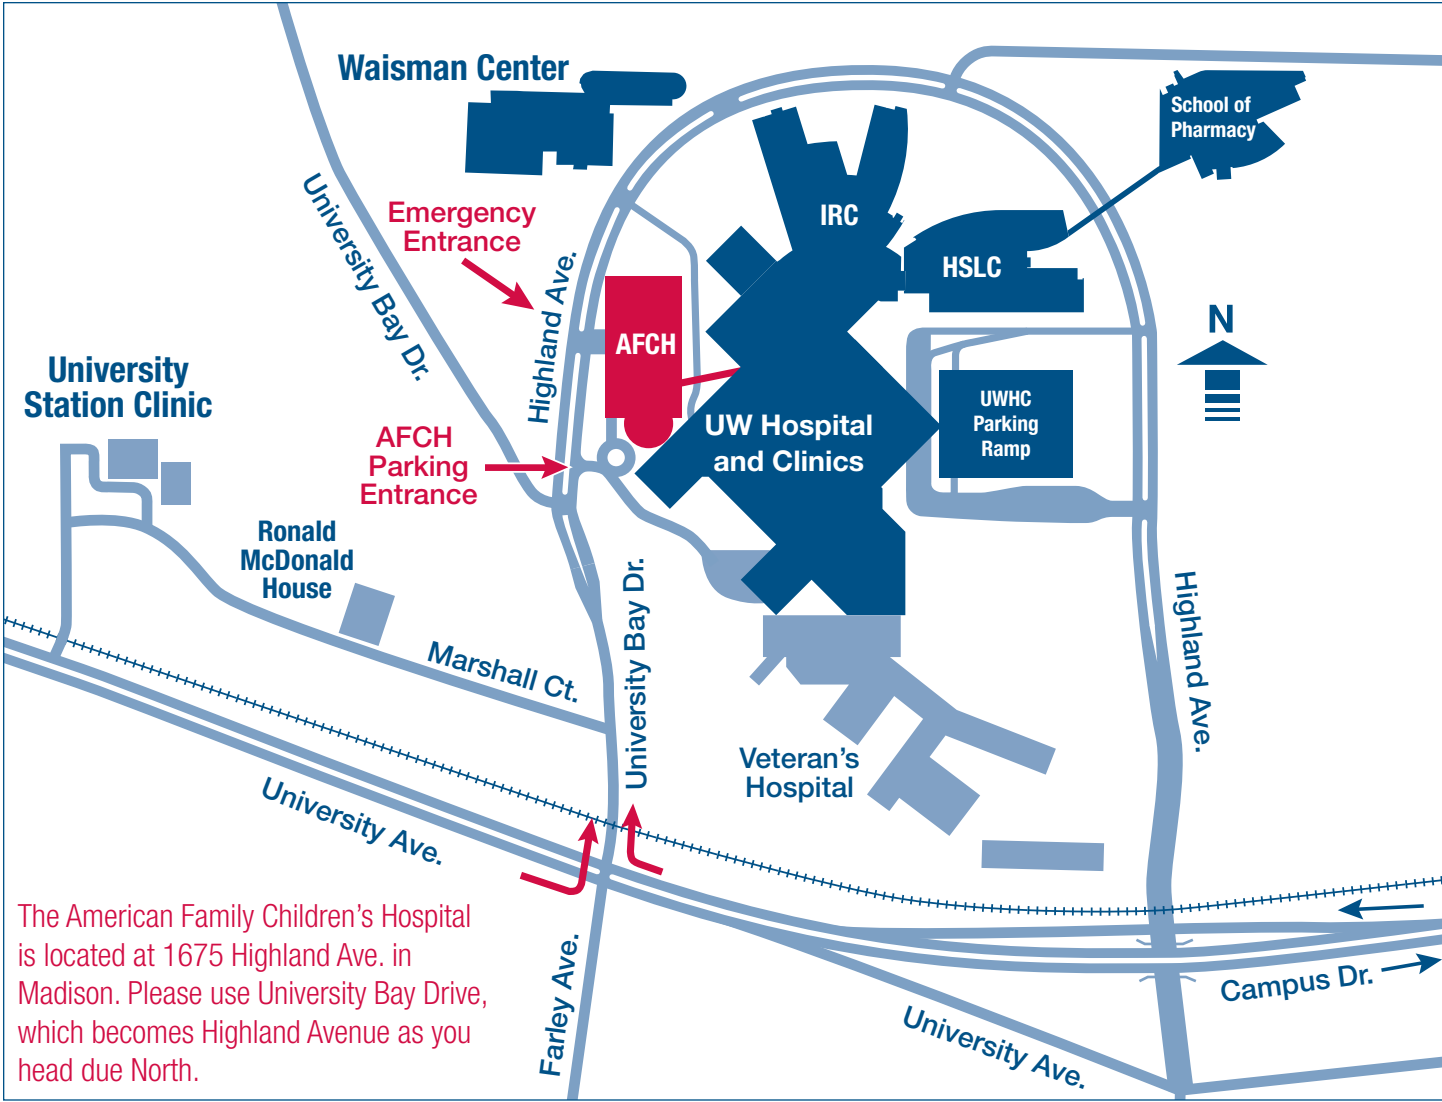 Waisman Center
School of
Pharmacy
University Bay Dr.
Emergency
Entrance
IRC
HSLC
Highland Ave.
N
AFCH
University
Station Clinic
UWHC
Parking
Ramp
UW Hospital
and Clinics
AFCH
Parking
Entrance
Ronald
McDonald
House
University Bay Dr.
Highland Ave.
Marshall Ct.
Veteran’s
Hospital
University Ave.
The American Family Children’s Hospital
is located at 1675 Highland Ave. in
Madison. Please use University Bay Drive,
which becomes Highland Avenue as you
head due North.
Farley Ave.
Campus Dr.
University Ave.